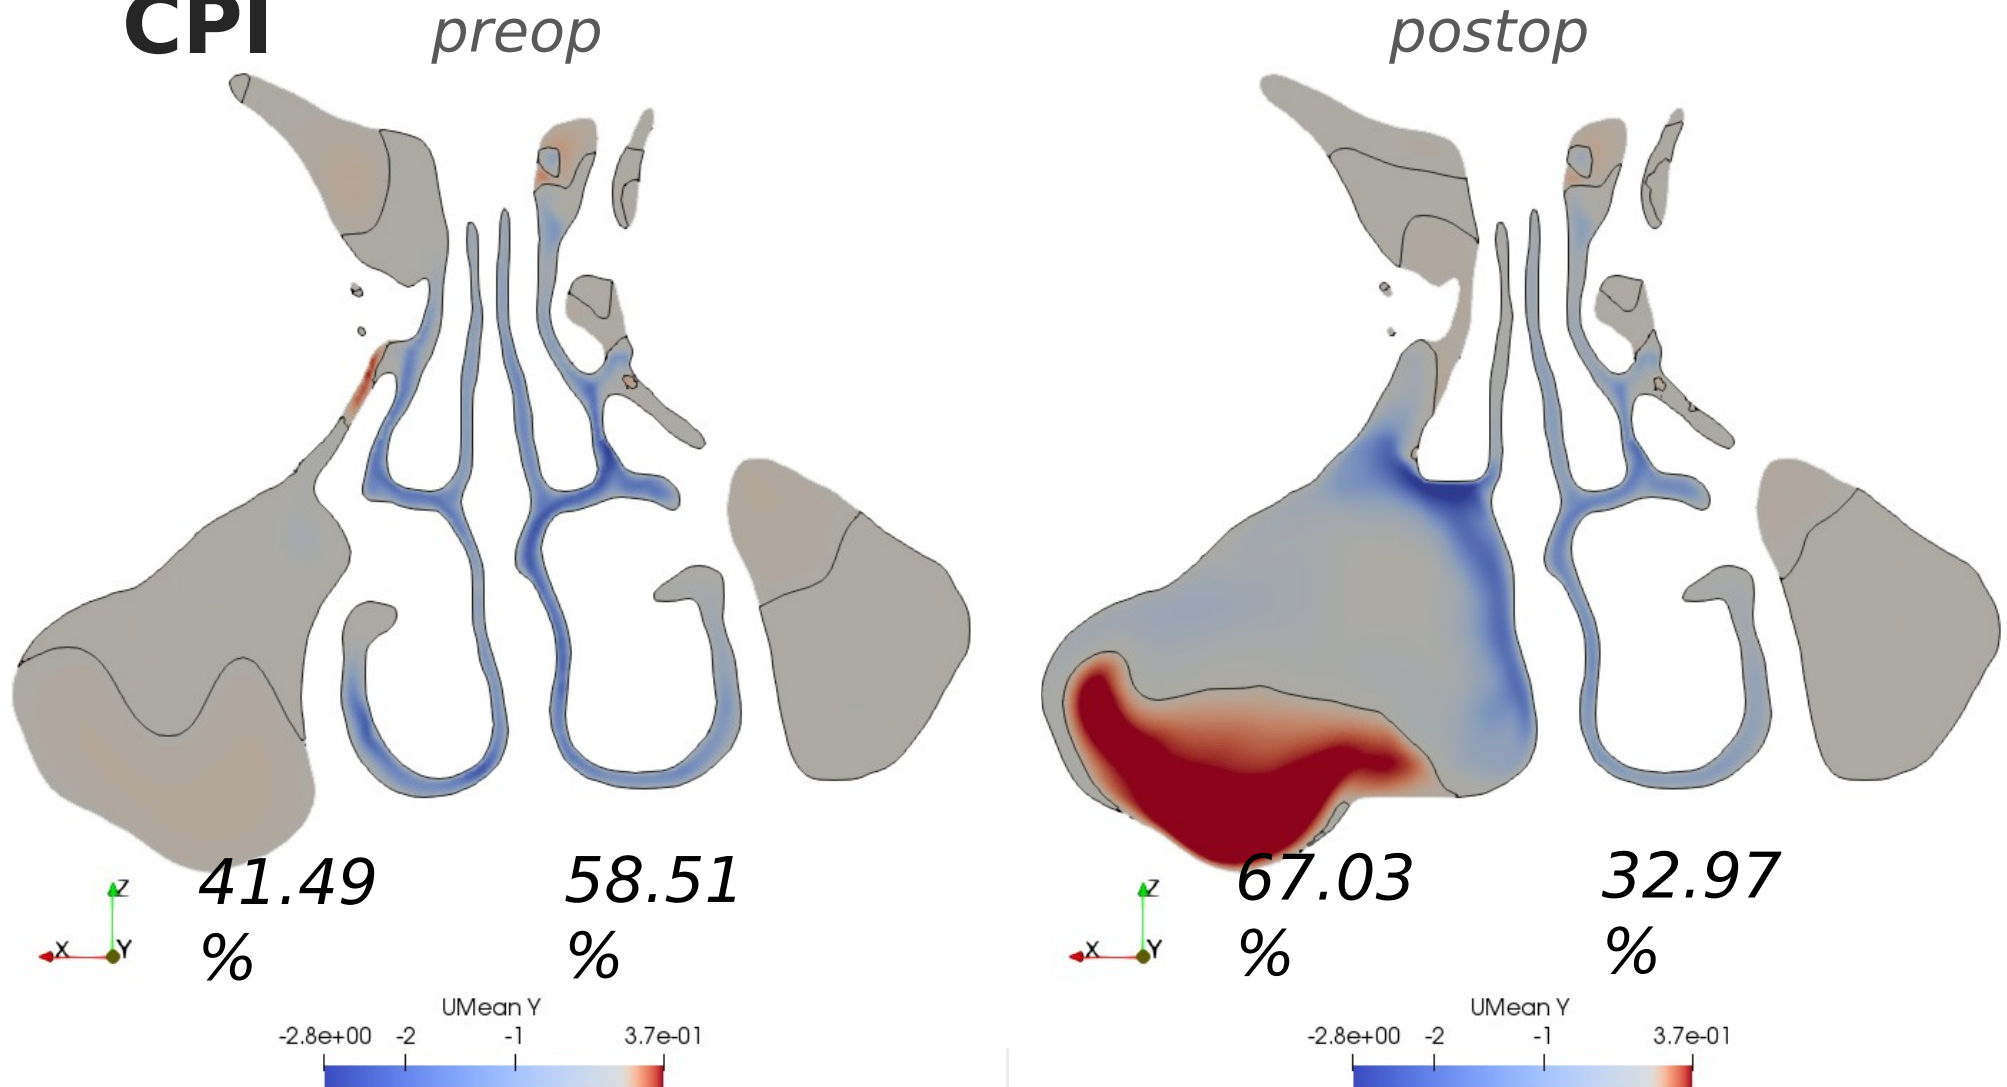 CPI preop postop
41.49 58.51 67.03 32.97
% % % %
Z Z
X Y X Y
UMean Y UMean Y
-2.8e+00 -2 -1 3.7e-01 -2.8e+00 -2 -1 3.7e-01